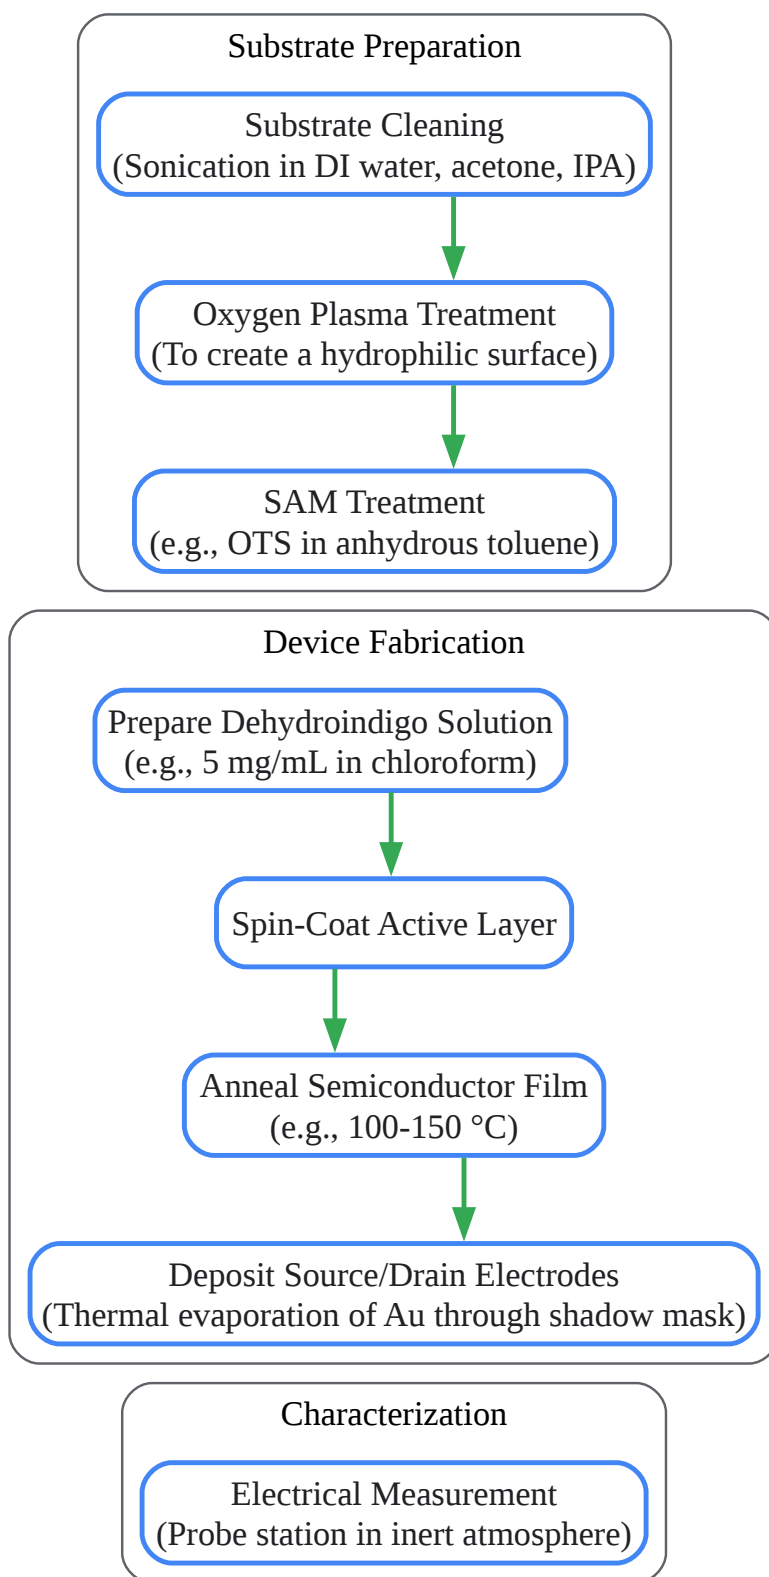 Substrate Preparation
Substrate Cleaning
(Sonication in DI water, acetone, IPA)
Oxygen Plasma Treatment
(To create a hydrophilic surface)
SAM Treatment
(e.g., OTS in anhydrous toluene)
Device Fabrication
Prepare Dehydroindigo Solution
(e.g., 5 mg/mL in chloroform)
Spin-Coat Active Layer
Anneal Semiconductor Film
(e.g., 100-150 °C)
Deposit Source/Drain Electrodes
(Thermal evaporation of Au through shadow mask)
Characterization
Electrical Measurement
(Probe station in inert atmosphere)